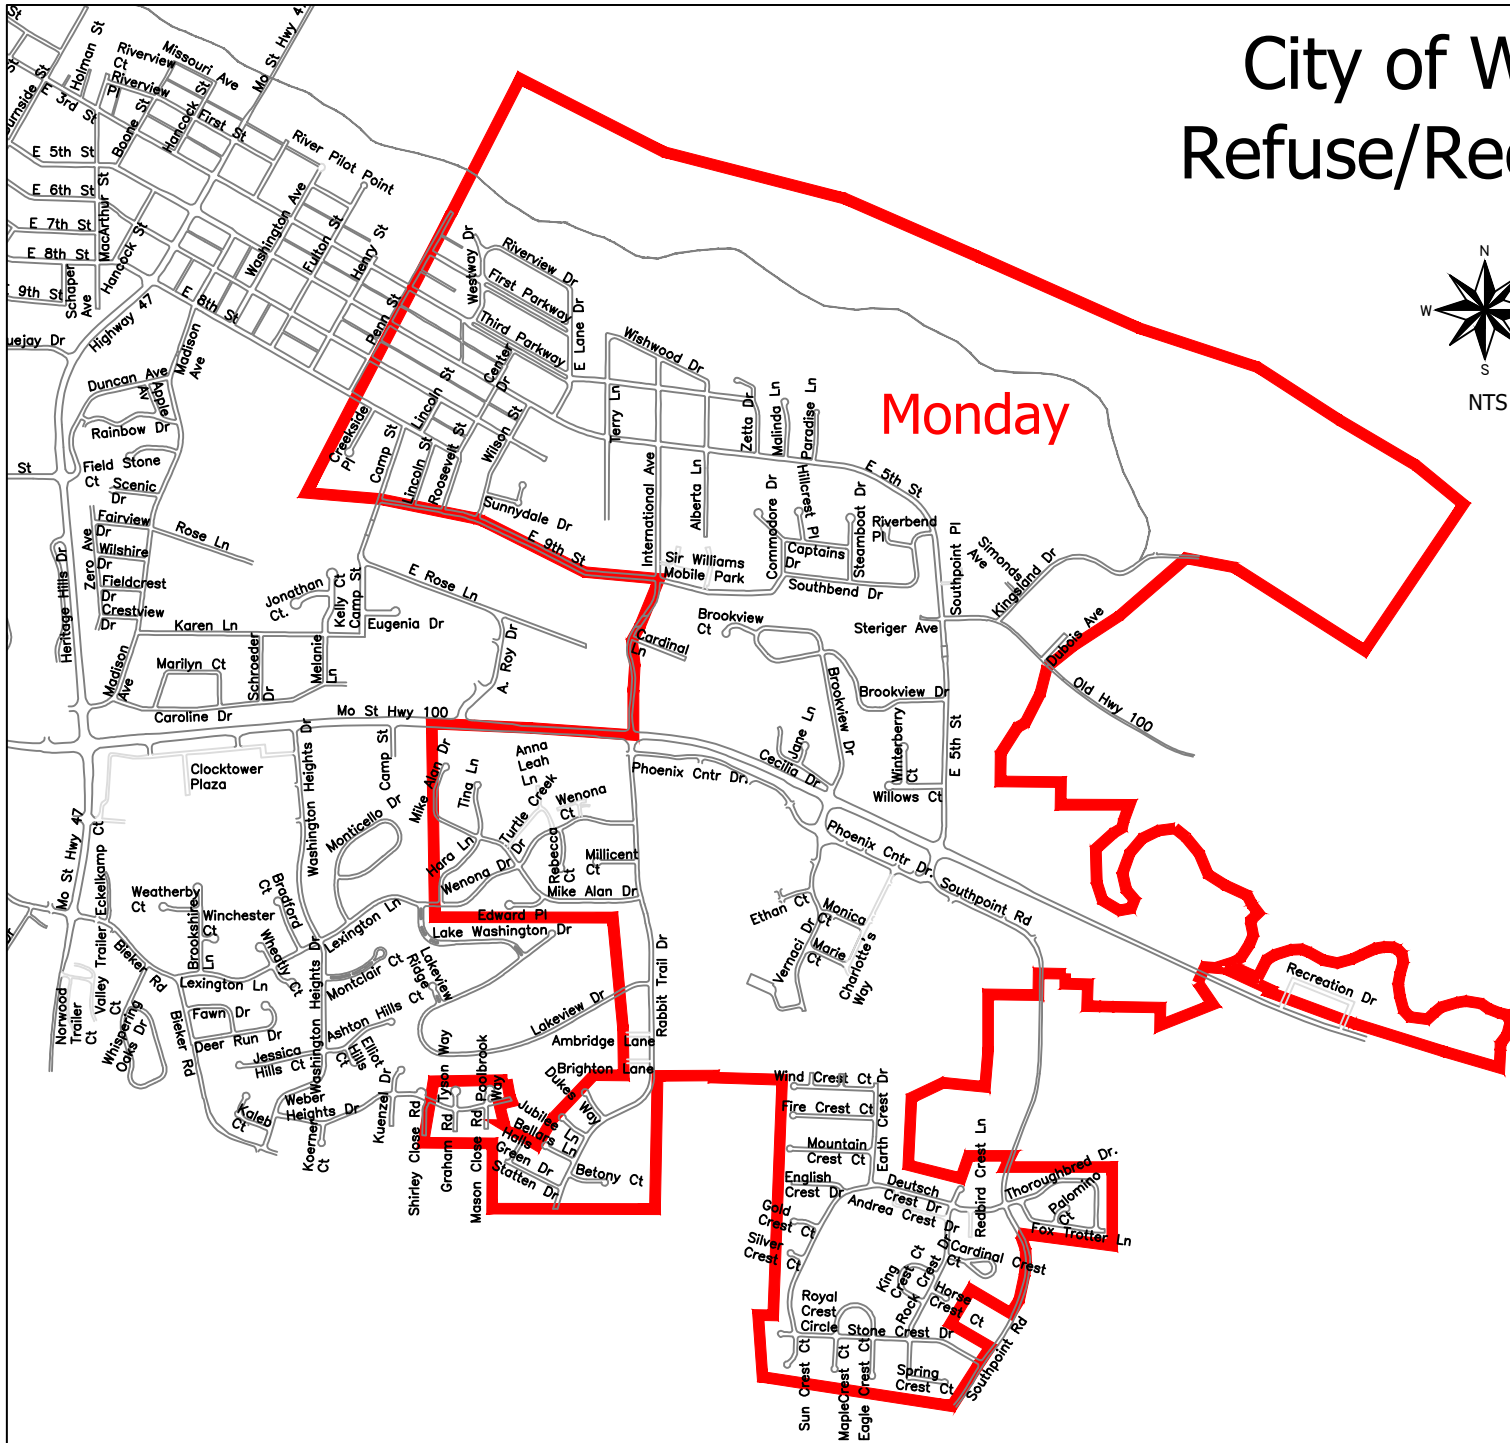 City of W
Refuse/Rec
N
W
S
NTS
Monday
St
Holman St
Riverview
Ct
Missouri Ave
Mo St Hwy 4
Riverview
Pl
St
E 3rd St
Boone St
Hancock St
First St
River Pilot Point
E 5th St
E 6th St
E 7th St
E 8th St
9th St
MacArthur St
Hancock St
Schaper
Ave
Washington Ave
Fulton St
Henry St
Penn St
E 8th St
Highway 47
uejay Dr
Madison
Ave
Duncan Ave
Apple
Av
Rainbow Dr
St
Field Stone
Ct
Scenic
Dr
Fairview
Dr
Rose Ln
Wilshire
Dr
Zero Ave
Fieldcrest
Dr
Crestview
Dr
Heritage Hills Dr
Karen Ln
Madison
Ave
Marilyn Ct
Schroeder
Dr
Melanie
Ln
Caroline Dr
Jonathan
Ct.
Kelly Ct
Camp St
Eugenia Dr
E Rose Ln
A. Roy Dr
Mo St Hwy 100
Westway Dr
Riverview Dr
First Parkway
Third Parkway
E Lane Dr
Center
Dr
Wishwood Dr
Terry Ln
Creekside
Pl
Camp St
Lincoln St
Lincoln St
Roosevelt St
Wilson St
Sunnydale Dr
E 9th St
International Ave
Alberta Ln
Zetta Dr
Malinda Ln
Paradise Ln
Commodore Dr
Hillcrest Pl
Steamboat Dr
E 5th St
Riverbend
Pl
Captains
Dr
Southbend Dr
Sir Williams
Mobile Park
Southpoint Pl
Simonds
Ave
Kingsland Dr
Dubois Ave
Old Hwy 100
Steriger Ave
Brookview
Ct
Cardinal
Ln
Brookview Dr
Brookview Dr
Winterberry
Ct
Willows Ct
E 5th St
Jane Ln
Cecilia Dr
Phoenix Cntr Dr.
Phoenix Cntr Dr.
Southpoint Rd
Clocktower
Plaza
Washington Heights Dr
Camp St
Mike Alan Dr
Tina Ln
Anna
Leah
Ln
Turtle Creek
Dr
Wenona
Ct
Hara Ln
Wenona Dr
Rebecca
Ct
Millicent
Ct
Mike Alan Dr
Monticello Dr
Mo St Hwy 47
Eckelkamp Ct
Valley Trailer
Ct
Norwood
Trailer
Ct
Weatherby
Ct
Brookshire
Ln
Winchester
Ct
Bradford
Ct
Wheatly
Ct
Lexington Ln
Lexington Ln
Bieker Rd
Bieker Rd
Whispering
Oaks Dr
Fawn Dr
Deer Run Dr
Jessica
Hills Ct
Washington Heights Dr
Montclair Ct
Ashton Hills Ct
Elliot
Hills
Ct
Kaleb
Ct
Weber
Heights Dr
Koerner
Ct
Kuenzel Dr
Edward Pl
Lake Washington Dr
Lakeview
Ridge
Lakeview Dr
Rabbit Trail Dr
Ambridge Lane
Brighton Lane
Shirley Close Rd
Tyson Way
Graham Rd
Poolbrook
Way
Mason Close Rd
Dukes Way
Jubilee Ln
Bellars Ln
Halls
Green Dr
Statten Dr
Betony Ct
Ethan Ct
Monica
Ct
Vernaci Dr
Marie
Ct
Charlotte's
Way
Recreation Dr
Wind Crest Ct
Fire Crest Ct
Mountain
Crest Ct
Earth Crest Dr
English
Crest Dr
Deutsch
Crest Dr
Andrea Crest Dr
Redbird Crest Ln
Thoroughbred Dr.
Palomino
Ct
Fox Trotter Ln
Gold
Crest Ct
Silver
Crest Ct
King
Crest Ct
Rock Crest Dr
Cardinal Crest
Ct
Horse
Crest Ct
Royal
Crest
Circle
Stone Crest Dr
Spring
Crest Ct
Sun Crest Ct
MapleCrest Ct
Eagle Crest Ct
Southpoint Rd